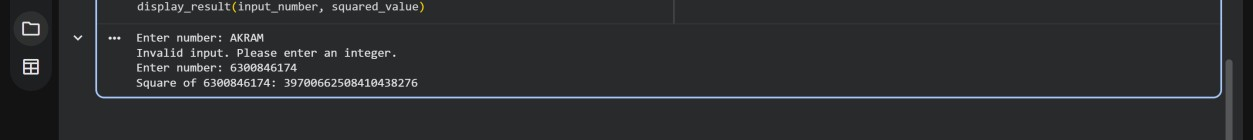 display_result(input_number, squared_value)
Enter number: AKRAM
Invalid input. Please enter an integer.
Enter number: 6300846174
Square of 6300846174: 39700662508410438276